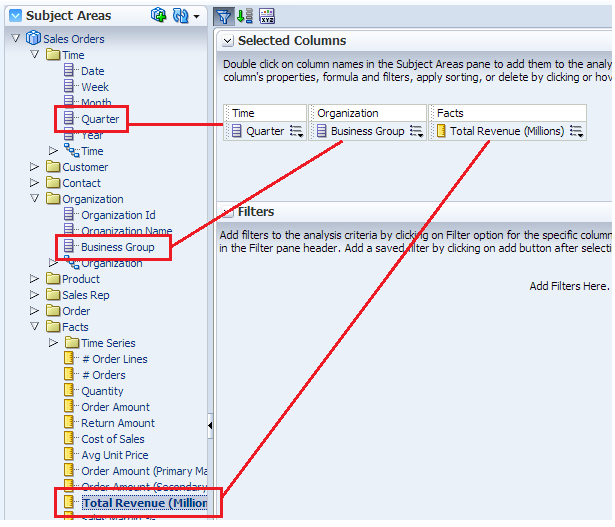 Subject Areas
Sales Orders
Time
Date
Week
Month
Quarter
Year
Time
Customer
Contact
Organization
Organization Id
Organization Name
Business Group
Organization
Product
Sales Rep
Order
Facts
Time Series
# Order Lines
# Orders
Quantity
Order Amount
Return Amount
Cost of Sales
Avg Unit Price
Order Amount (Primary Ma
Order Amount (Secondary
Total Revenue (Million
Sales Margin %
XYZ
Selected Columns
Double click on column names in the Subject Areas pane to add them to the analy
column's properties, formula and filters, apply sorting, or delete by clicking or hov
Time
Organization
Facts
Quarter
Business Group
Total Revenue (Millions)
Filters
Add filters to the analysis criteria by clicking on Filter option for the specific colum
in the Filter pane header. Add a saved filter by clicking on add button after selecti
Add Filters Here.